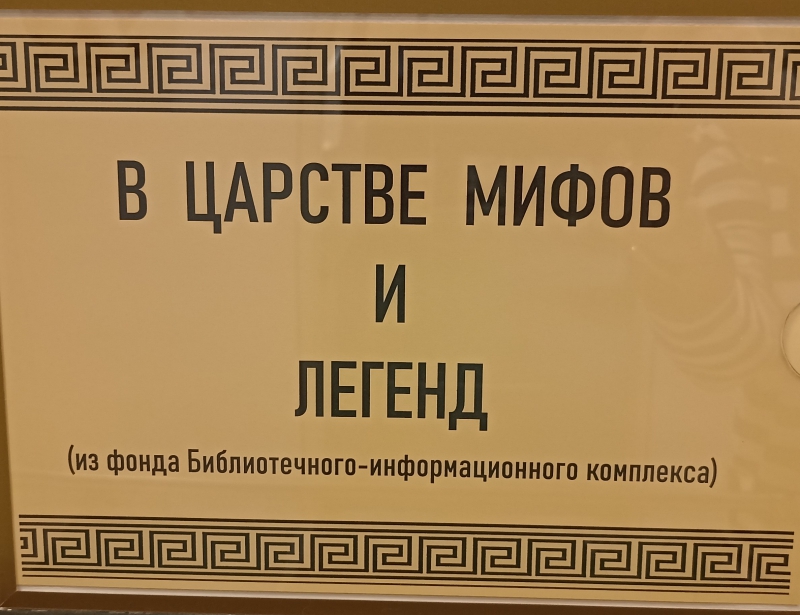 В ЦАРСТВЕ МИФОВ
И
ЛЕГЕНД
(из фонда Библиотечного-информационного комплекса)